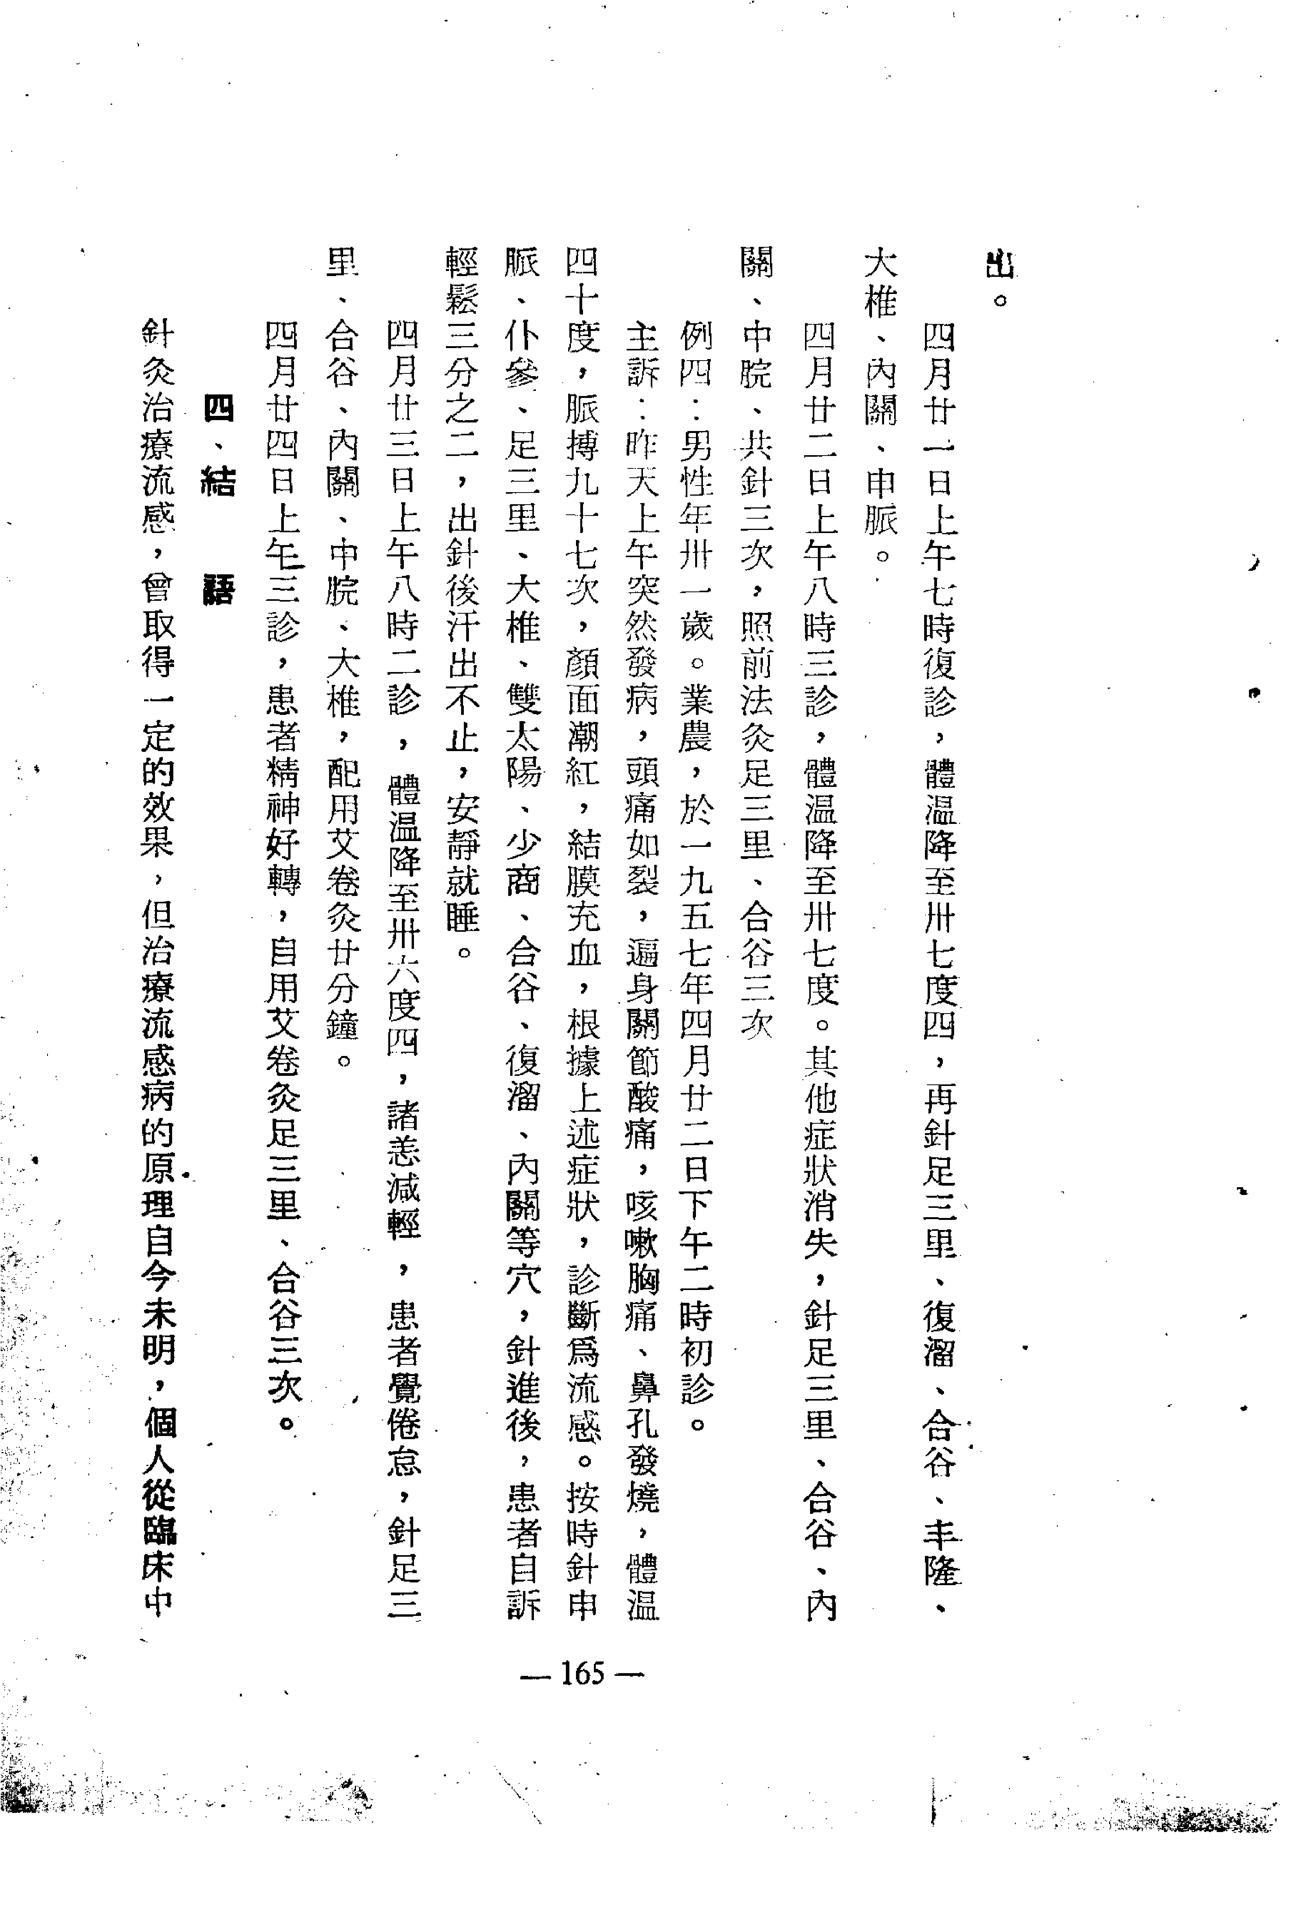 出。
四月廿一日上午七時復診，體溫降至卅七度四，再針足三里、復溜、合谷、丰隆、
大椎、內關、申脈。
四月廿二日上午八時三診，體溫降至卅七度。其他症狀消失，針足三里、合谷、內
關、中脘、共針三次，照前法灸足三里、合谷三次
例四：男性年卅一歲。業農，於一九五七年四月廿二日下午二時初診。
主訴：昨天上午突然發病，頭痛如裂，遍身關節酸痛，咳嗽胸痛、鼻孔發燒，體溫
四十度，脈搏九十七次，顏面潮紅，結膜充血，根據上述症狀，診斷爲流感。按時針申
脈、仆參、足三里、大椎、雙太陽、少商、合谷、復溜、內關等穴，針進後，患者自訴
輕鬆三分之二，出針後汗出不止，安靜就睡。
四月廿三日上午八時二診，體溫降至卅六度四，諸恙減輕，患者覺倦怠，針足三
里、合谷、內關、中脘、大椎，配用艾卷灸廿分鐘。
四月廿四日上午三診，患者精神好轉，自用艾卷灸足三里、合谷三次。
四、結語
針灸治療流感，曾取得一定的效果，但治療流感病的原理自今未明，個人從臨床中
— 165 —